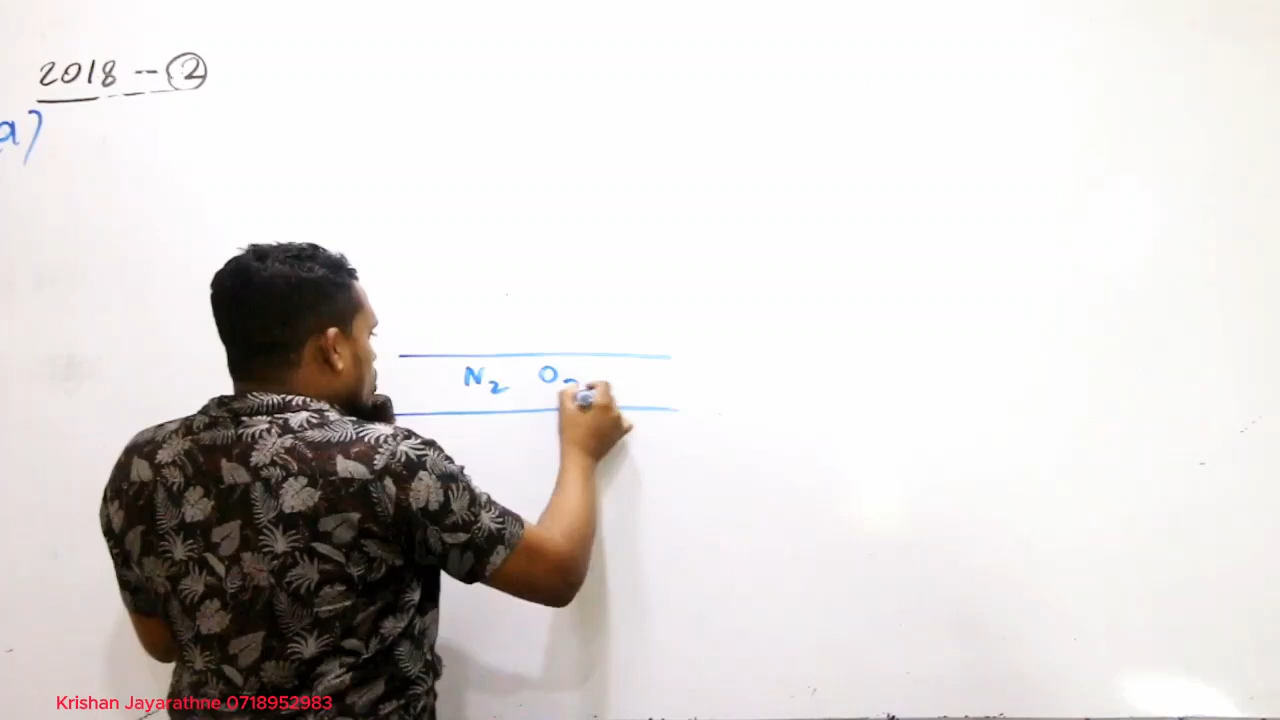 2018 -- ②
a)
N₂ O₂
Krishan Jayarathne 0718952983